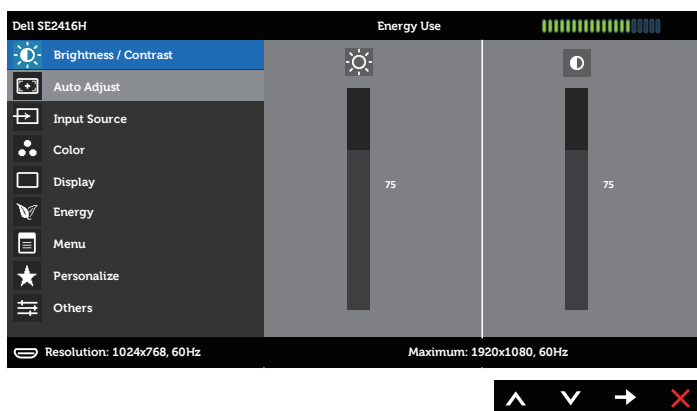 Dell SE2416H Energy Use
Brightness / Contrast
Auto Adjust
Input Source
Color
Display 75 75
Energy
Menu
Personalize
Others
Resolution: 1024x768, 60Hz Maximum: 1920x1080, 60Hz